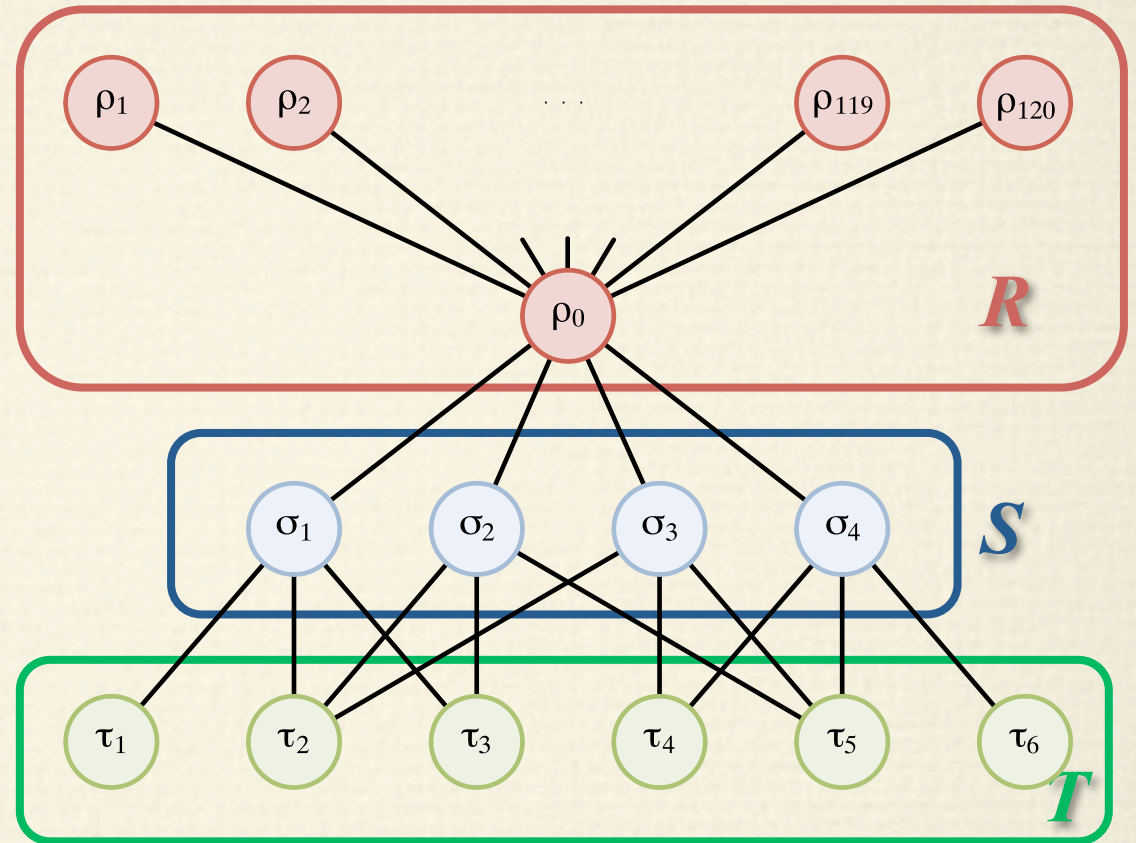 ρ₁ ρ₂ . . . ρ₁₁₉ ρ₁₂₀
R
ρ₀
σ₁ σ₂ σ₃ σ₄
S
τ₁ τ₂ τ₃ τ₄ τ₅ τ₆
T